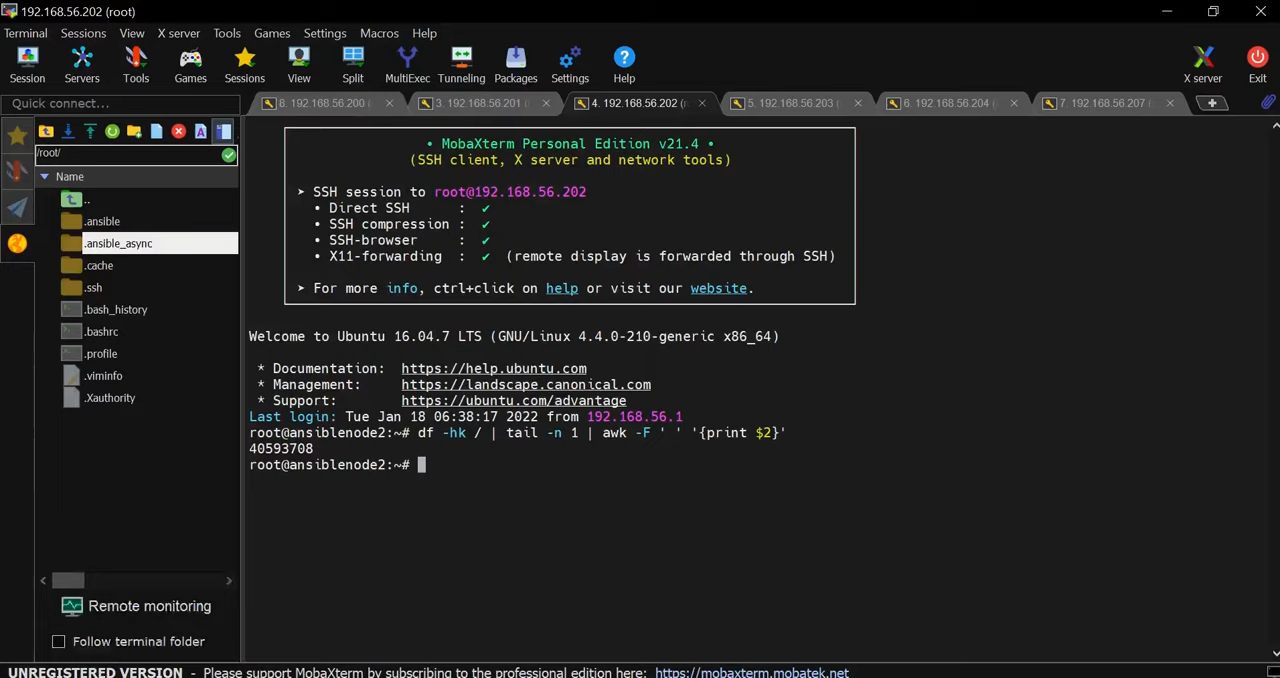 192.168.56.202 (root)
Terminal Sessions View X server Tools Games Settings Macros Help
Session Servers Tools Games Sessions View Split MultiExec Tunneling Packages Settings Help X server Exit
Quick connect...
8. 192.168.56.200 ( 3. 192.168.56.201 ( 4. 192.168.56.202 (r 5. 192.168.56.203 ( 6. 192.168.56.204 ( 7 192.168.56.207 (
/root/
Name
..
.ansible
.ansible_async
.cache
.ssh
.bash_history
.bashrc
.profile
.viminfo
.Xauthority
Remote monitoring
Follow terminal folder
• MobaXterm Personal Edition v21.4 •
(SSH client, X server and network tools)
➤ SSH session to root@192.168.56.202
• Direct SSH : ✔
• SSH compression : ✔
• SSH-browser : ✔
• X11-forwarding : ✔ (remote display is forwarded through SSH)
➤ For more info, ctrl+click on help or visit our website.
Welcome to Ubuntu 16.04.7 LTS (GNU/Linux 4.4.0-210-generic x86_64)
* Documentation: https://help.ubuntu.com
* Management: https://landscape.canonical.com
* Support: https://ubuntu.com/advantage
Last login: Tue Jan 18 06:38:17 2022 from 192.168.56.1
root@ansiblenode2:~# df -hk / | tail -n 1 | awk -F ' ' '{print $2}'
40593708
root@ansiblenode2:~#
UNREGISTERED VERSION - Please support MobaXterm by subscribing to the professional edition here: https://mobaxterm.mobatek.net